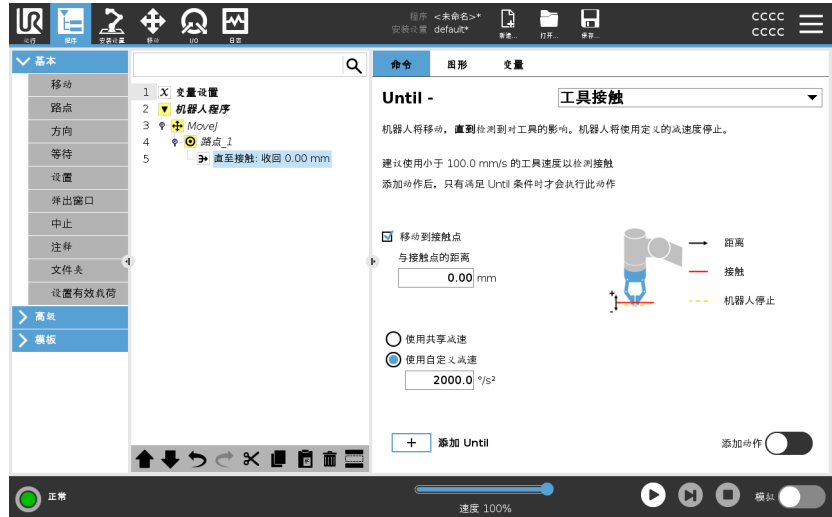 UR
运行
程序
安装设置
移动
I/O
日志
程序 <未命名>*
安装设置 default*
新建...
打开...
保存...
CCCC
CCCC
基本
移动
路点
方向
等待
设置
弹出窗口
中止
注释
文件夹
设置有效载荷
高级
模板
1 X 变量设置
2 机器人程序
3 MoveJ
4 路点_1
5 直至接触: 收回 0.00 mm
命令 图形 变量
Until - 工具接触
机器人将移动，直到检测到对工具的影响。机器人将使用定义的减速度停止。
建议使用小于 100.0 mm/s 的工具速度以检测接触
添加动作后，只有满足 Until 条件时才会执行此动作
移动到接触点
与接触点的距离
0.00 mm
距离
接触
机器人停止
+
-
使用共享减速
使用自定义减速
2000.0 °/s²
+ 添加 Until
添加动作
正常
速度 100%
模拟